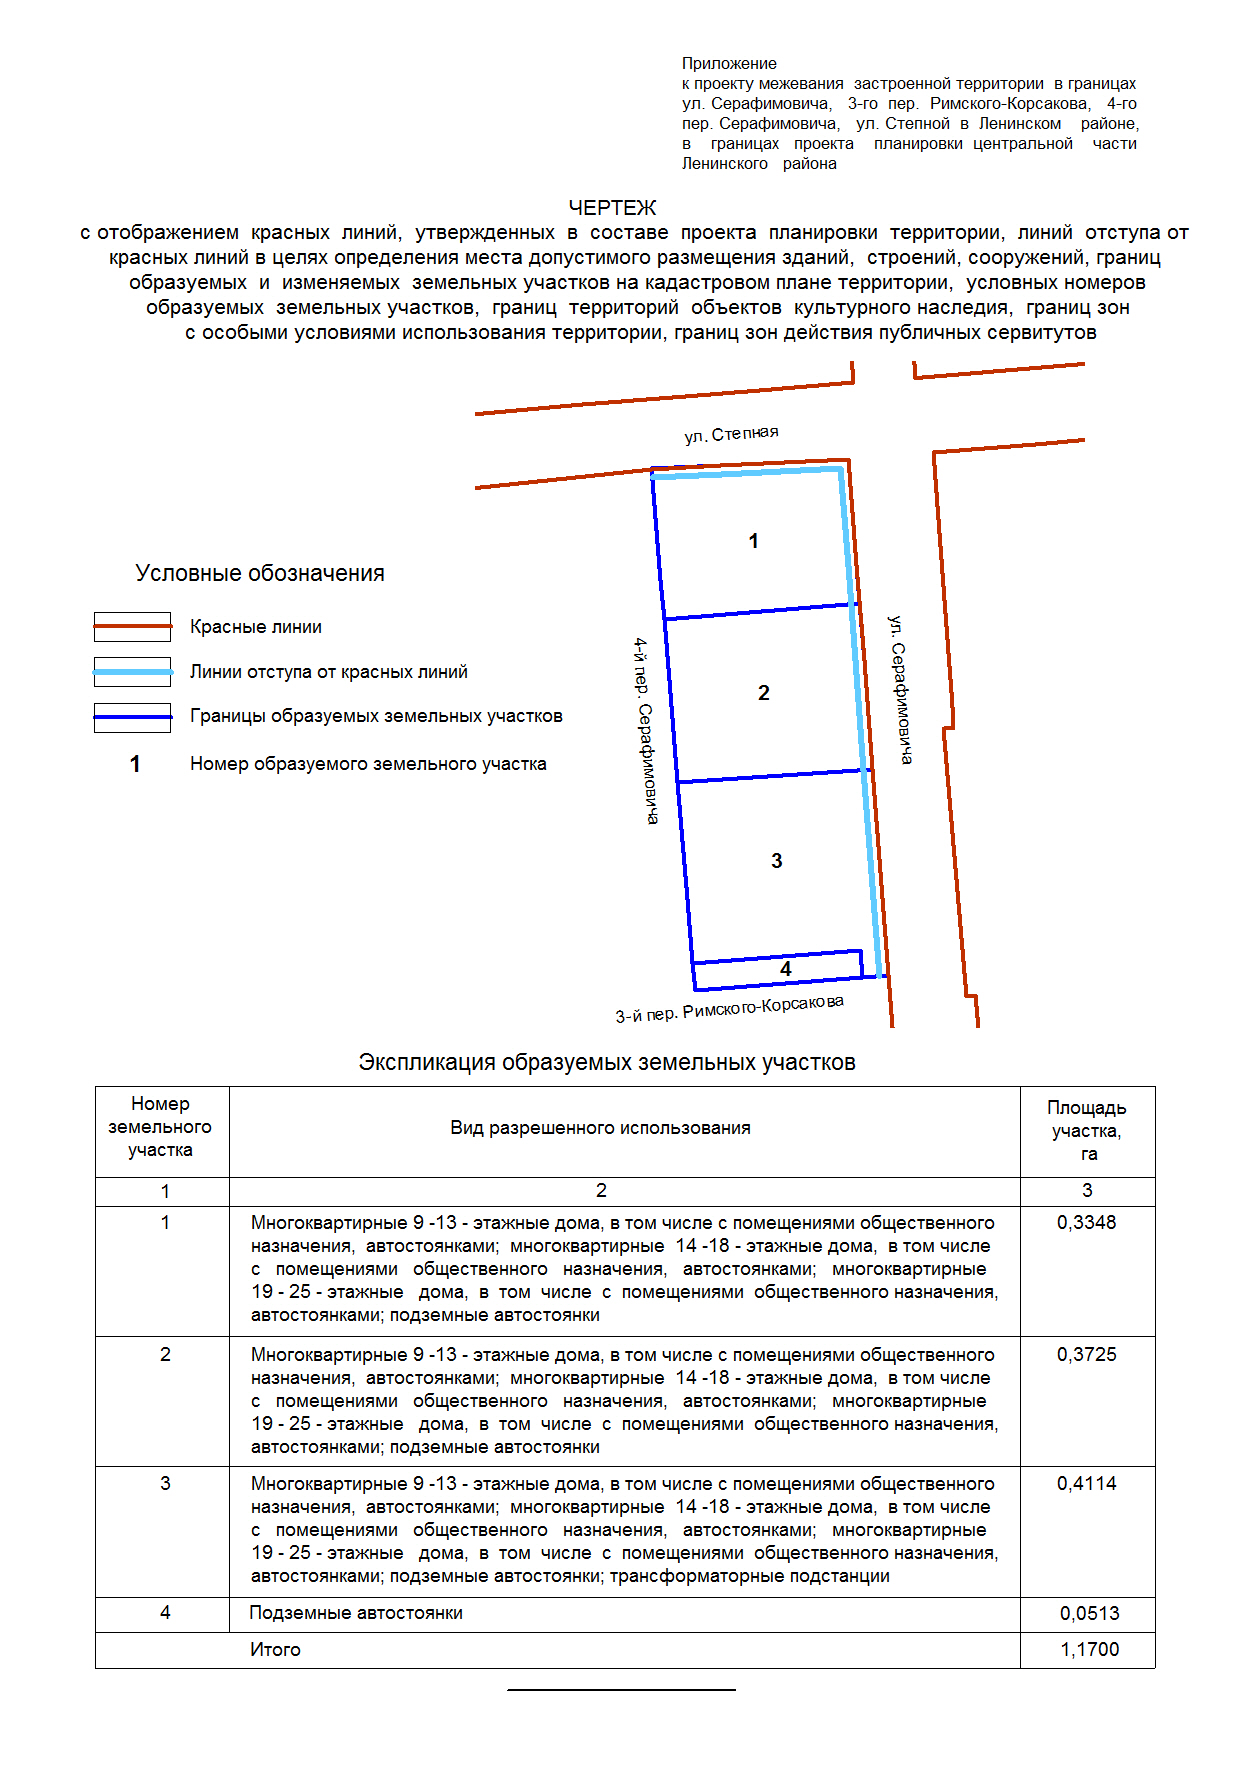 Приложение
к проекту межевания застроенной территории в границах
ул. Серафимовича, 3-го пер. Римского-Корсакова, 4-го
пер. Серафимовича, ул. Степной в Ленинском районе,
в границах проекта планировки центральной части
Ленинского района
ЧЕРТЕЖ
с отображением красных линий, утвержденных в составе проекта планировки территории, линий отступа от
красных линий в целях определения места допустимого размещения зданий, строений, сооружений, границ
образуемых и изменяемых земельных участков на кадастровом плане территории, условных номеров
образуемых земельных участков, границ территорий объектов культурного наследия, границ зон
с особыми условиями использования территории, границ зон действия публичных сервитутов
ул. Степная
1
ул. Серафимовича
4-й пер. Серафимовича
2
3
4
3-й пер. Римского-Корсакова
Условные обозначения
Красные линии
Линии отступа от красных линий
Границы образуемых земельных участков
1 Номер образуемого земельного участка
Экспликация образуемых земельных участков
Номер
земельного
участка
Вид разрешенного использования
Площадь
участка,
га
1 2 3
1 Многоквартирные 9 -13 - этажные дома, в том числе с помещениями общественного 0,3348
назначения, автостоянками; многоквартирные 14 -18 - этажные дома, в том числе
с помещениями общественного назначения, автостоянками; многоквартирные
19 - 25 - этажные дома, в том числе с помещениями общественного назначения,
автостоянками; подземные автостоянки
2 Многоквартирные 9 -13 - этажные дома, в том числе с помещениями общественного 0,3725
назначения, автостоянками; многоквартирные 14 -18 - этажные дома, в том числе
с помещениями общественного назначения, автостоянками; многоквартирные
19 - 25 - этажные дома, в том числе с помещениями общественного назначения,
автостоянками; подземные автостоянки
3 Многоквартирные 9 -13 - этажные дома, в том числе с помещениями общественного 0,4114
назначения, автостоянками; многоквартирные 14 -18 - этажные дома, в том числе
с помещениями общественного назначения, автостоянками; многоквартирные
19 - 25 - этажные дома, в том числе с помещениями общественного назначения,
автостоянками; подземные автостоянки; трансформаторные подстанции
4 Подземные автостоянки 0,0513
Итого 1,1700